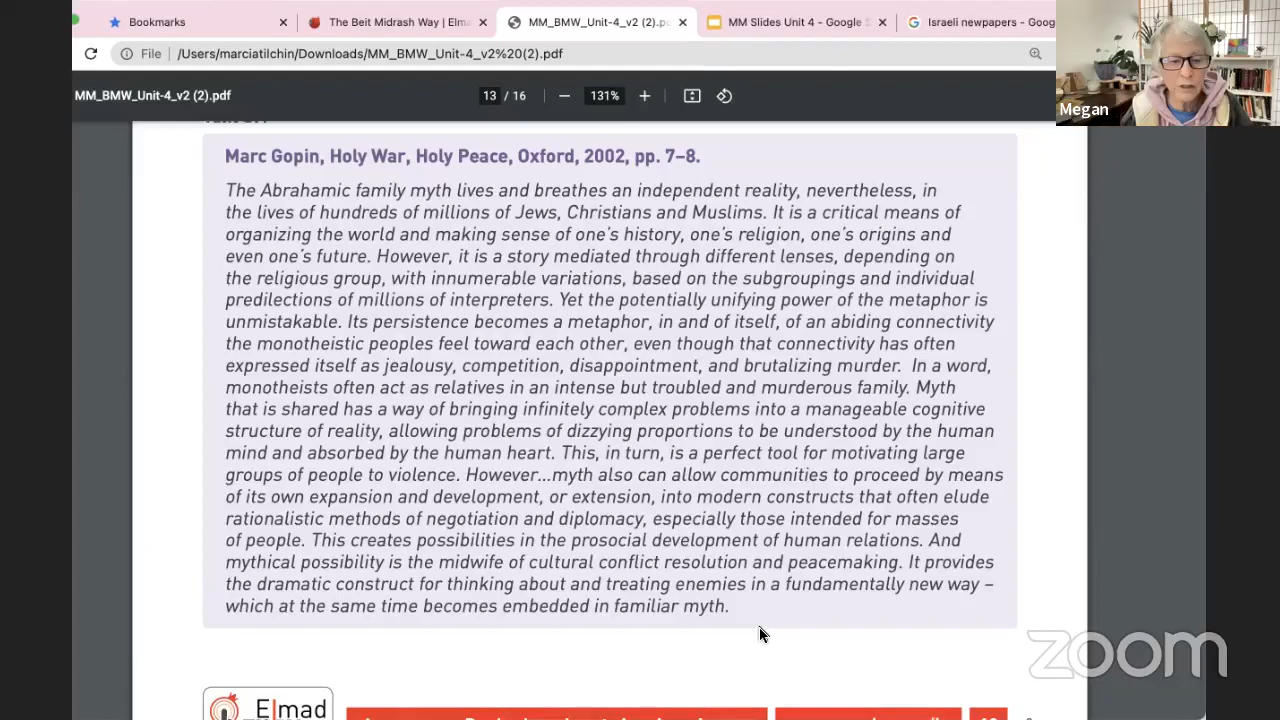 Bookmarks
The Beit Midrash Way | Elma
MM_BMW_Unit-4_v2 (2).p
MM Slides Unit 4 - Google S
Israeli newpapers - Goog
File | /Users/marciatilchin/Downloads/MM_BMW_Unit-4_v2%20(2).pdf
MM_BMW_Unit-4_v2 (2).pdf
13 / 16
131%
Megan
Marc Gopin, Holy War, Holy Peace, Oxford, 2002, pp. 7–8.
The Abrahamic family myth lives and breathes an independent reality, nevertheless, in
the lives of hundreds of millions of Jews, Christians and Muslims. It is a critical means of
organizing the world and making sense of one's history, one's religion, one's origins and
even one's future. However, it is a story mediated through different lenses, depending on
the religious group, with innumerable variations, based on the subgroupings and individual
predilections of millions of interpreters. Yet the potentially unifying power of the metaphor is
unmistakable. Its persistence becomes a metaphor, in and of itself, of an abiding connectivity
the monotheistic peoples feel toward each other, even though that connectivity has often
expressed itself as jealousy, competition, disappointment, and brutalizing murder. In a word,
monotheists often act as relatives in an intense but troubled and murderous family. Myth
that is shared has a way of bringing infinitely complex problems into a manageable cognitive
structure of reality, allowing problems of dizzying proportions to be understood by the human
mind and absorbed by the human heart. This, in turn, is a perfect tool for motivating large
groups of people to violence. However…myth also can allow communities to proceed by means
of its own expansion and development, or extension, into modern constructs that often elude
rationalistic methods of negotiation and diplomacy, especially those intended for masses
of people. This creates possibilities in the prosocial development of human relations. And
mythical possibility is the midwife of cultural conflict resolution and peacemaking. It provides
the dramatic construct for thinking about and treating enemies in a fundamentally new way –
which at the same time becomes embedded in familiar myth.
zoom
Elmad